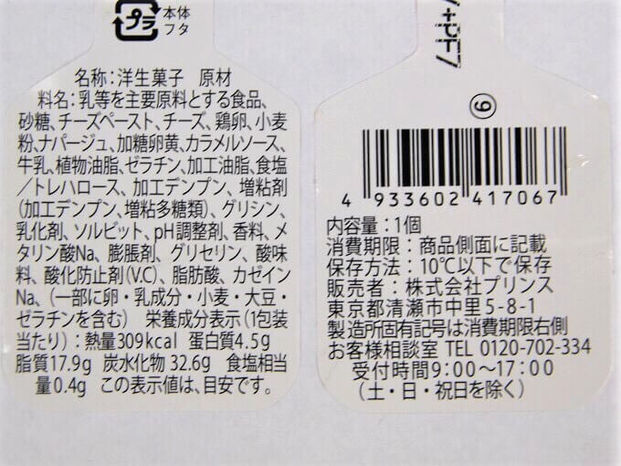 プラ
本体
フタ
名称：洋生菓子　原材
料名：乳等を主要原料とする食品、
砂糖、チーズペースト、チーズ、鶏卵、小麦
粉、ナパージュ、加糖卵黄、カラメルソース、
牛乳、植物油脂、ゼラチン、加工油脂、食塩
／トレハロース、加工デンプン、増粘剤
（加工デンプン、増粘多糖類）、グリシン、
乳化剤、ソルビット、pH調整剤、香料、メ
タリン酸Na、膨脹剤、グリセリン、酸味
料、酸化防止剤（V.C）、脂肪酸、カゼイン
Na、（一部に卵・乳成分・小麦・大豆・
ゼラチンを含む）　栄養成分表示（1包装
当たり）：熱量309kcal 蛋白質4.5g
脂質17.9g 炭水化物 32.6g 食塩相当
量0.4g この表示値は、目安です。
⑨
4 933602 417067
内容量：1個
消費期限：商品側面に記載
保存方法：10℃以下で保存
販売者：株式会社プリンス
東京都清瀬市中里5-8-1
製造所固有記号は消費期限右側
お客様相談室 TEL 0120-702-334
受付時間9：00〜17：00
（土・日・祝日を除く）